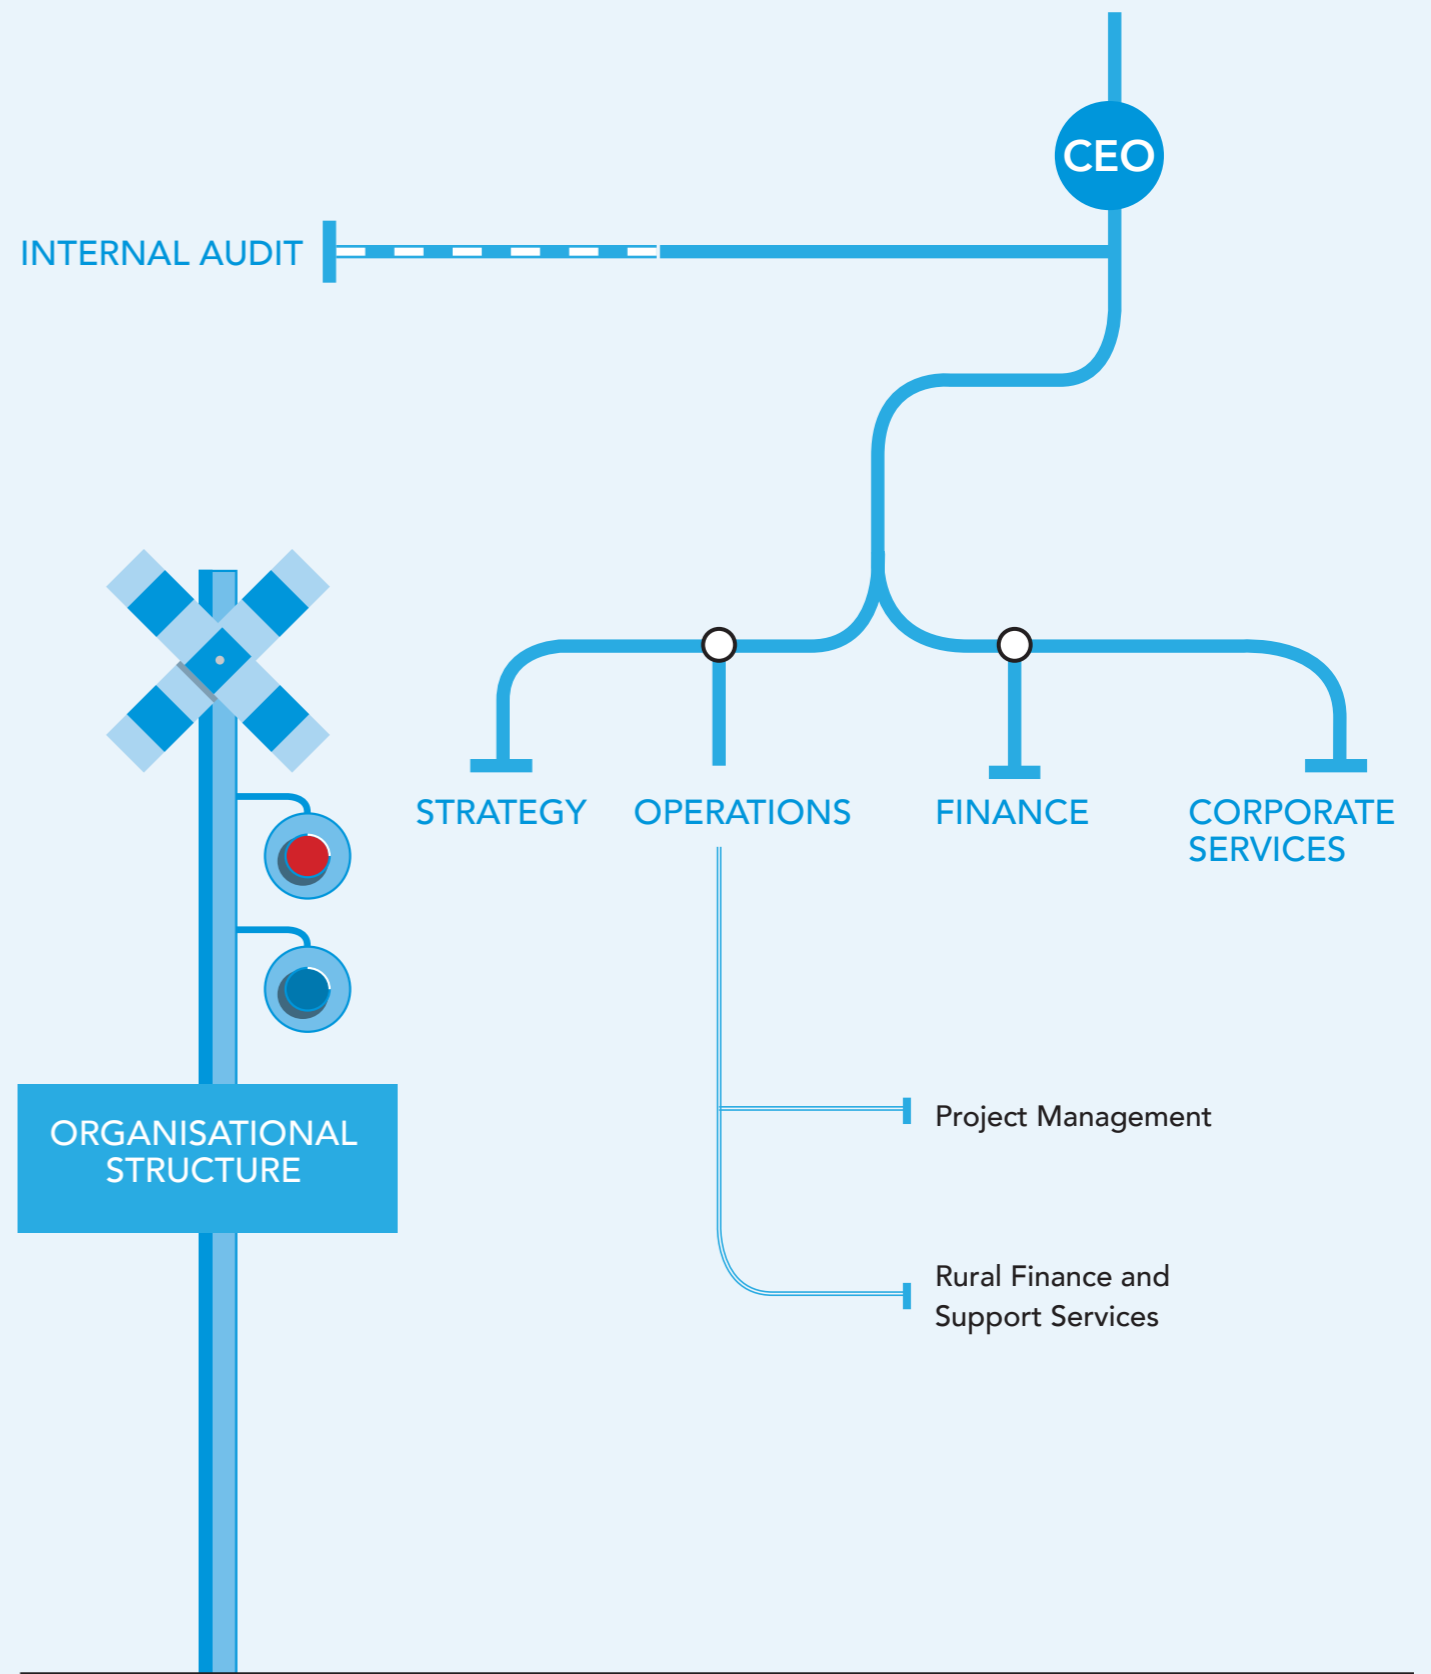 CEO
INTERNAL AUDIT
STRATEGY
OPERATIONS
FINANCE
CORPORATE
SERVICES
ORGANISATIONAL
STRUCTURE
Project Management
Rural Finance and
Support Services